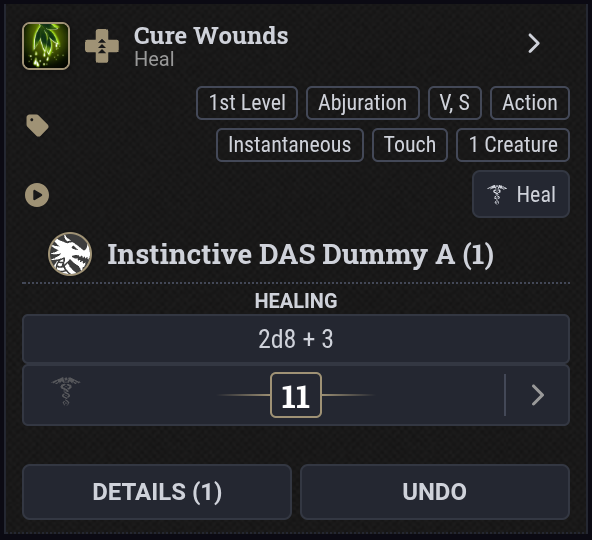 Cure Wounds
Heal
1st Level Abjuration V, S Action
Instantaneous Touch 1 Creature
Heal
Instinctive DAS Dummy A (1)
HEALING
2d8 + 3
11
DETAILS (1) UNDO